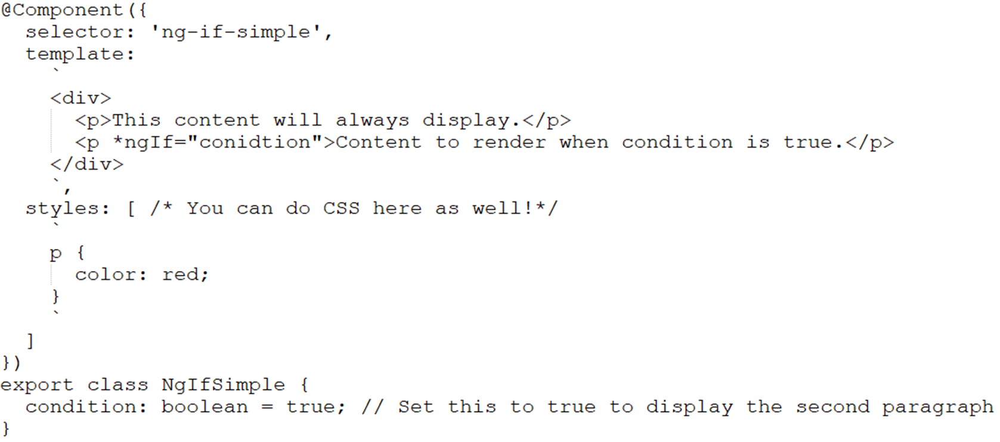 @Component({
  selector: 'ng-if-simple',
  template:
    `
    <div>
      <p>This content will always display.</p>
      <p *ngIf="conidtion">Content to render when condition is true.</p>
    </div>
    `,
  styles: [ /* You can do CSS here as well!*/
    `
    p {
      color: red;
    }
    `
  ]
})
export class NgIfSimple {
  condition: boolean = true; // Set this to true to display the second paragraph
}